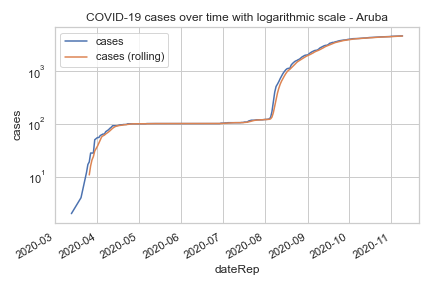 COVID-19 cases over time with logarithmic scale - Aruba
cases
cases (rolling)
10³
10²
10¹
cases
2020-03
2020-04
2020-05
2020-06
2020-07
2020-08
2020-09
2020-10
2020-11
dateRep